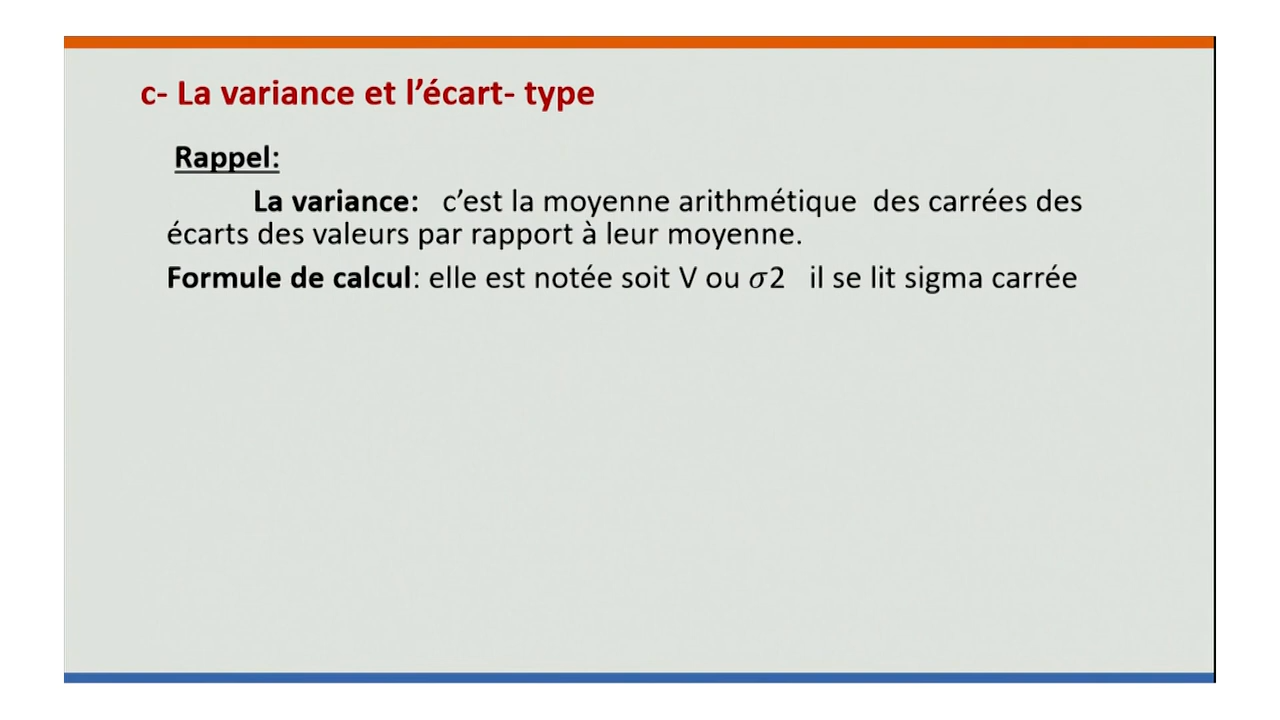 c- La variance et l’écart- type
Rappel:
La variance: c’est la moyenne arithmétique des carrées des
écarts des valeurs par rapport à leur moyenne.
Formule de calcul: elle est notée soit V ou 𝜎2 il se lit sigma carrée